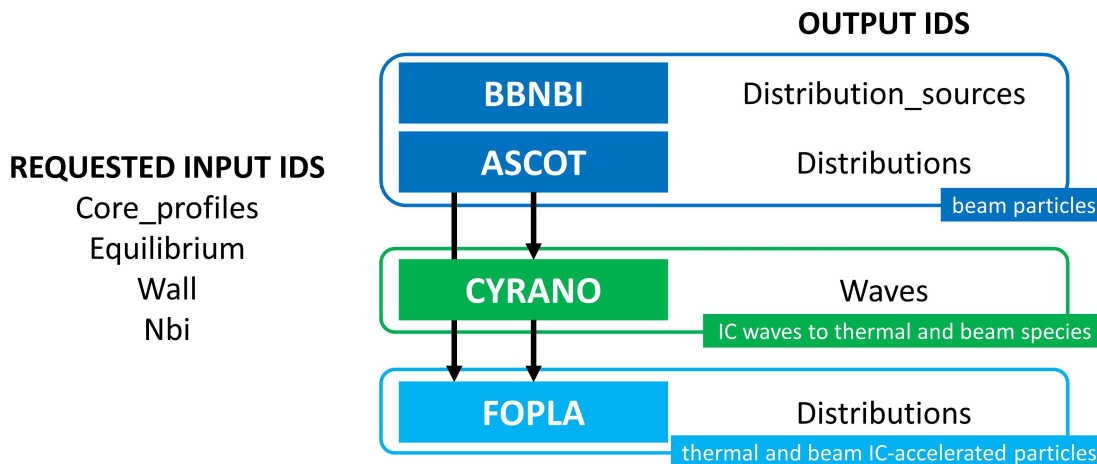 OUTPUT IDS
REQUESTED INPUT IDS
Core_profiles
Equilibrium
Wall
Nbi
BBNBI
Distribution_sources
ASCOT
Distributions
beam particles
CYRANO
Waves
IC waves to thermal and beam species
FOPLA
Distributions
thermal and beam IC-accelerated particles